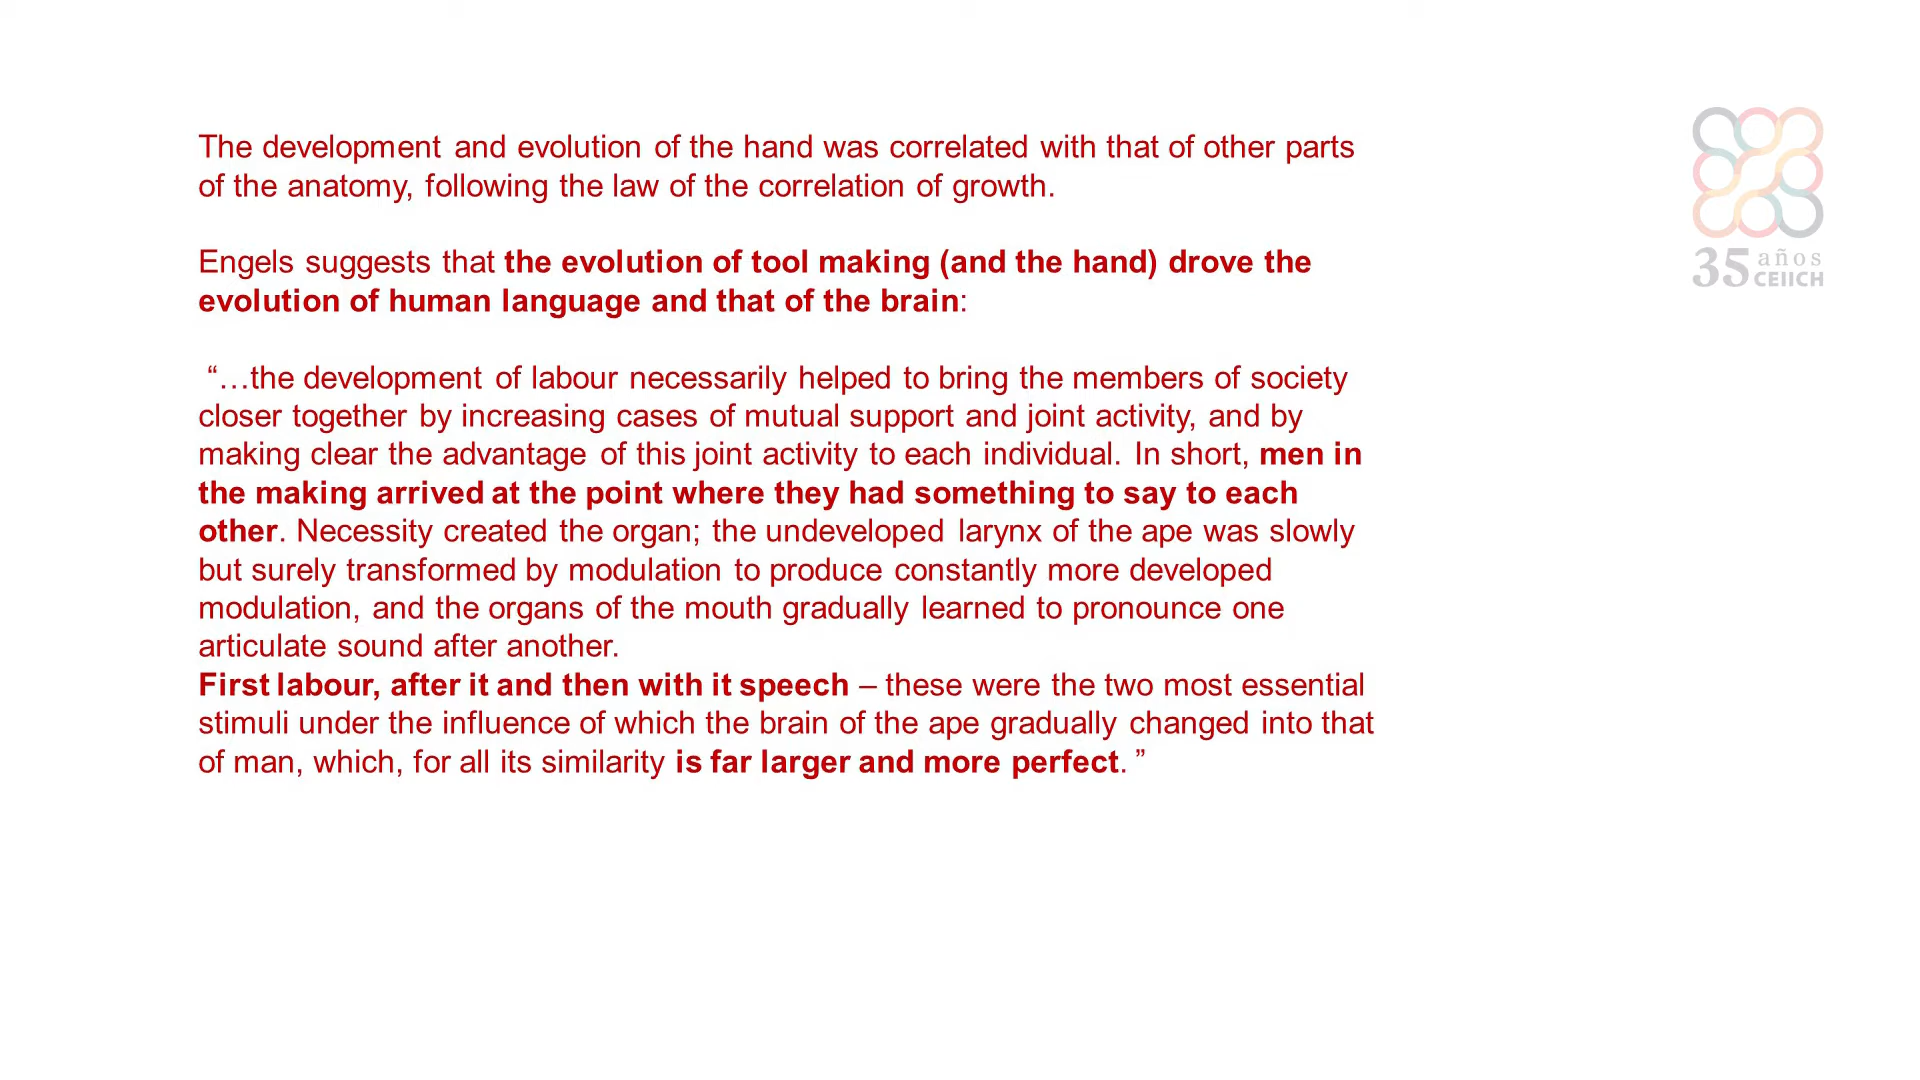 The development and evolution of the hand was correlated with that of other parts
of the anatomy, following the law of the correlation of growth.
Engels suggests that the evolution of tool making (and the hand) drove the
evolution of human language and that of the brain:
“…the development of labour necessarily helped to bring the members of society
closer together by increasing cases of mutual support and joint activity, and by
making clear the advantage of this joint activity to each individual. In short, men in
the making arrived at the point where they had something to say to each
other. Necessity created the organ; the undeveloped larynx of the ape was slowly
but surely transformed by modulation to produce constantly more developed
modulation, and the organs of the mouth gradually learned to pronounce one
articulate sound after another.
First labour, after it and then with it speech – these were the two most essential
stimuli under the influence of which the brain of the ape gradually changed into that
of man, which, for all its similarity is far larger and more perfect. ”
35 años
CEIICH